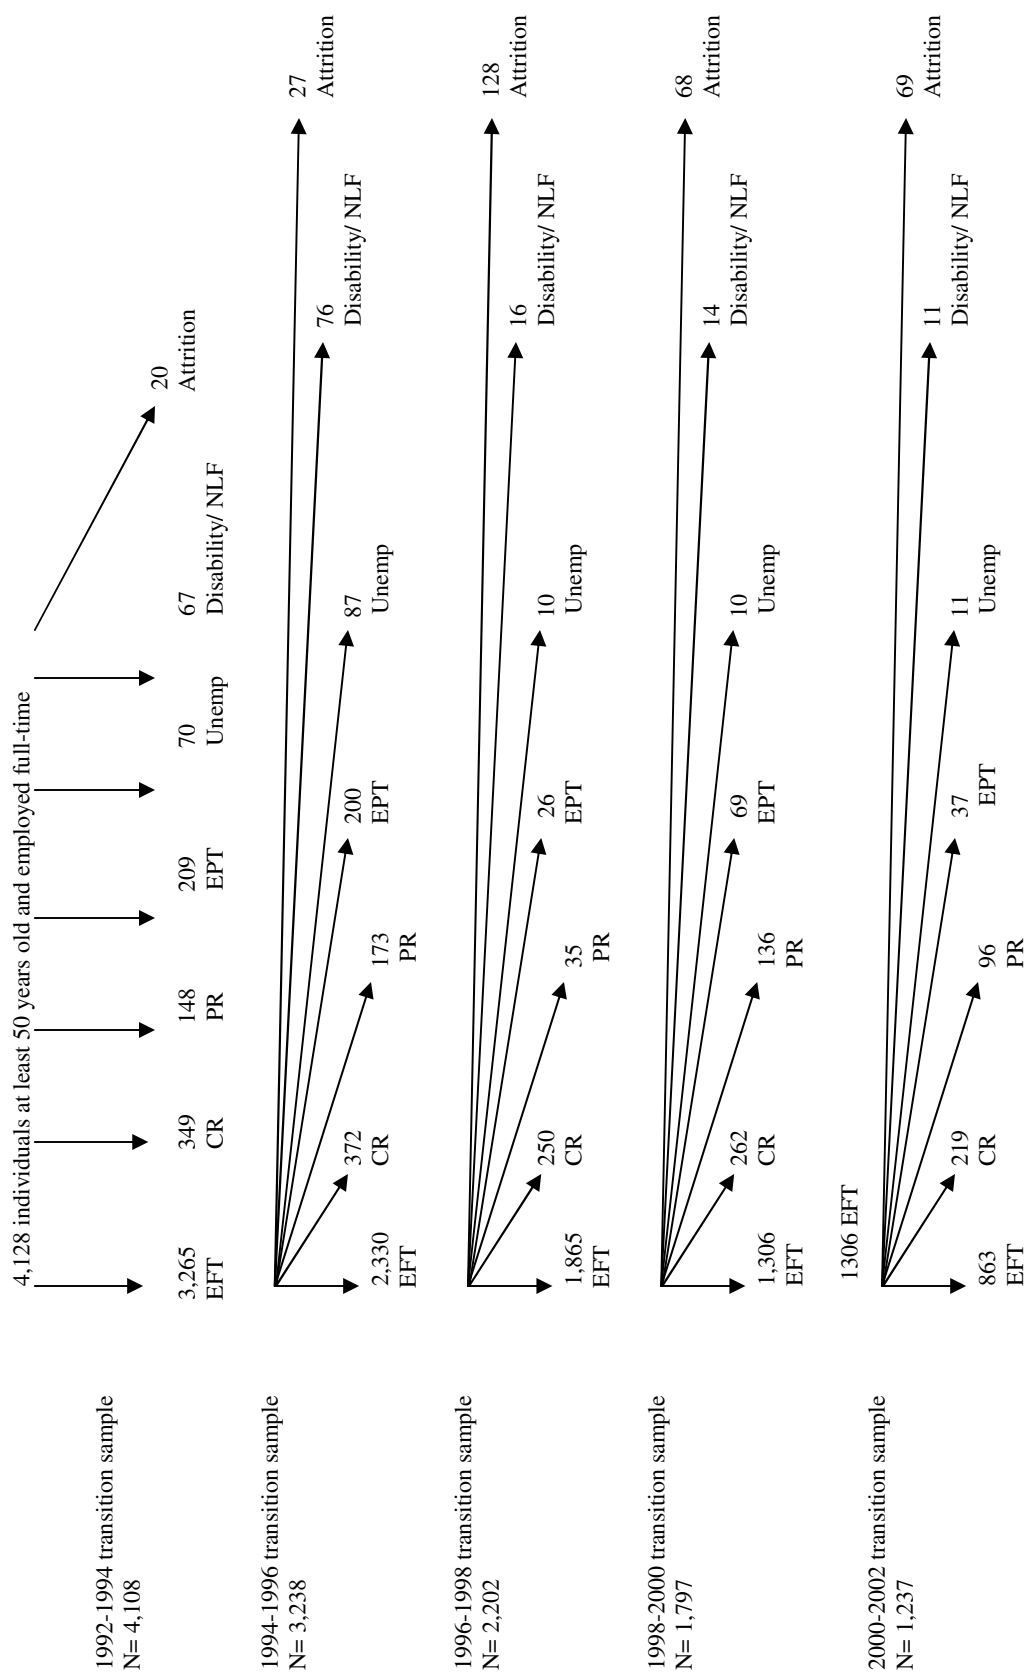 4,128 individuals at least 50 years old and employed full-time
1992-1994 transition sample
N= 4,108
3,265
EFT
349
CR
148
PR
209
EPT
70
Unemp
67
Disability/ NLF
20
Attrition
1994-1996 transition sample
N= 3,238
2,330
EFT
372
CR
173
PR
200
EPT
87
Unemp
76
Disability/ NLF
27
Attrition
1996-1998 transition sample
N= 2,202
1,865
EFT
250
CR
35
PR
26
EPT
10
Unemp
16
Disability/ NLF
128
Attrition
1998-2000 transition sample
N= 1,797
1,306
EFT
262
CR
136
PR
69
EPT
10
Unemp
14
Disability/ NLF
68
Attrition
2000-2002 transition sample
N= 1,237
1306 EFT
863
EFT
219
CR
96
PR
37
EPT
11
Unemp
11
Disability/ NLF
69
Attrition